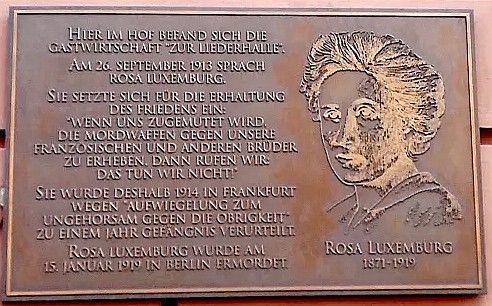 HIER IM HOF BEFAND SICH DIE
GASTWIRTSCHAFT "ZUR LIEDERHALLE".
AM 26. SEPTEMBER 1913 SPRACH
ROSA LUXEMBURG.
SIE SETZTE SICH FÜR DIE ERHALTUNG
DES FRIEDENS EIN:
"WENN UNS ZUGEMUTET WIRD,
DIE MORDWAFFEN GEGEN UNSERE
FRANZÖSISCHEN UND ANDEREN BRÜDER
ZU ERHEBEN, DANN RUFEN WIR:
DAS TUN WIR NICHT!"
SIE WURDE DESHALB 1914 IN FRANKFURT
WEGEN "AUFWIEGELUNG ZUM
UNGEHORSAM GEGEN DIE OBRIGKEIT"
ZU EINEM JAHR GEFÄNGNIS VERURTEILT.
ROSA LUXEMBURG WURDE AM
15. JANUAR 1919 IN BERLIN ERMORDET.
ROSA LUXEMBURG
1871-1919